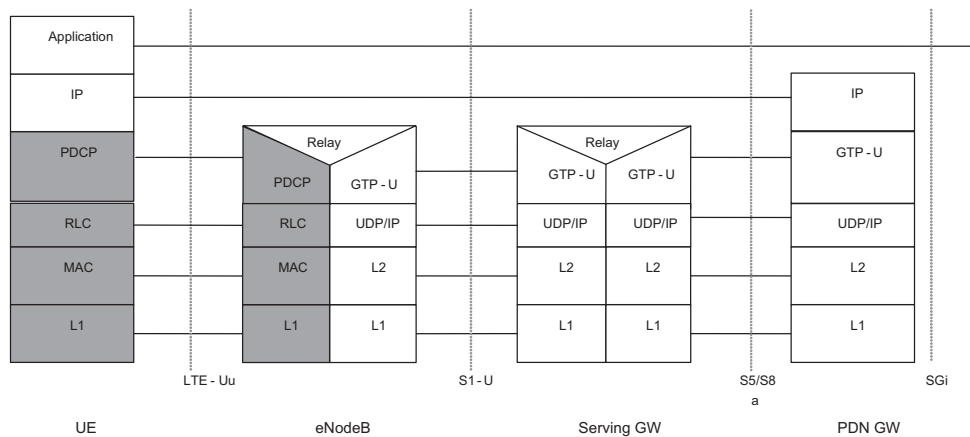 Application
IP
IP
Relay
Relay
PDCP
GTP - U
PDCP
GTP - U
GTP - U
GTP - U
RLC
RLC
UDP/IP
UDP/IP
UDP/IP
UDP/IP
MAC
MAC
L2
L2
L2
L2
L1
L1
L1
L1
L1
L1
LTE - Uu
S1 - U
S5/S8
a
SGi
UE
eNodeB
Serving GW
PDN GW